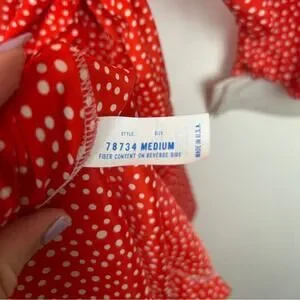 STYLE SIZE
78734 MEDIUM
FIBER CONTENT ON REVERSE SIDE
MADE IN U.S.A.